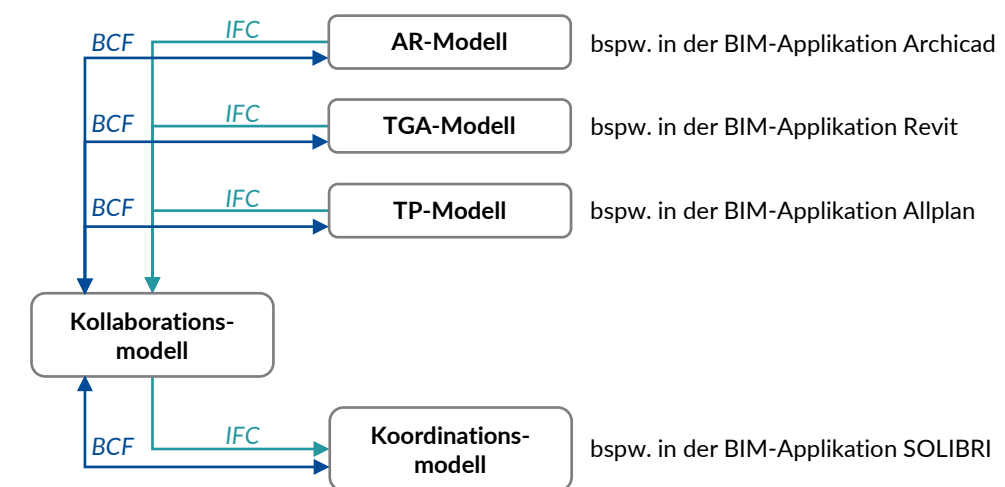 BCF IFC AR-Modell bspw. in der BIM-Applikation Archicad
BCF IFC TGA-Modell bspw. in der BIM-Applikation Revit
BCF IFC TP-Modell bspw. in der BIM-Applikation Allplan
Kollaborations-
modell
BCF IFC Koordinations-
modell bspw. in der BIM-Applikation SOLIBRI